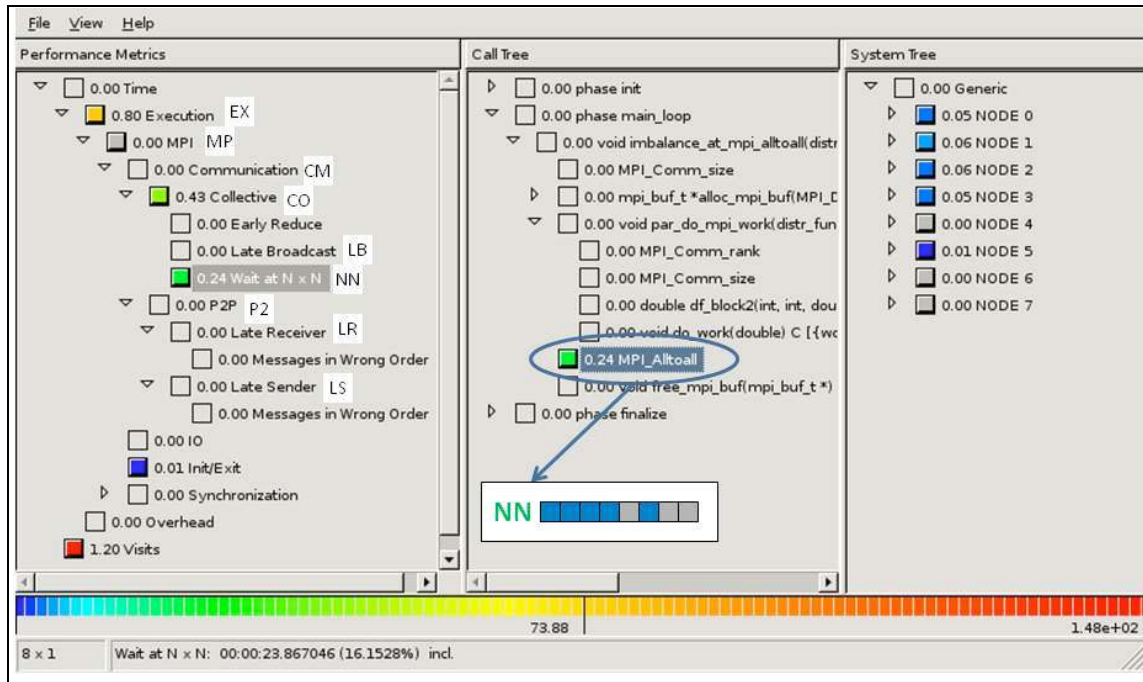 File View Help
Performance Metrics
0.00 Time
0.80 Execution EX
0.00 MPI MP
0.00 Communication CM
0.43 Collective CO
0.00 Early Reduce
0.00 Late Broadcast LB
0.24 Wait at N x N NN
0.00 P2P P2
0.00 Late Receiver LR
0.00 Messages in Wrong Order
0.00 Late Sender LS
0.00 Messages in Wrong Order
0.00 IO
0.01 Init/Exit
0.00 Synchronization
0.00 Overhead
1.20 Visits
Call Tree
0.00 phase init
0.00 phase main_loop
0.00 void imbalance_at_mpi_alltoall(distr
0.00 MPI_Comm_size
0.00 mpi_buf_t *alloc_mpi_buf(MPI_D
0.00 void par_do_mpi_work(distr_fun
0.00 MPI_Comm_rank
0.00 MPI_Comm_size
0.00 double df_block2(int, int, dou
0.00 void do_work(double) C [{wo
0.24 MPI_Alltoall
0.00 void free_mpi_buf(mpi_buf_t *)
0.00 phase finalize
NN
System Tree
0.00 Generic
0.05 NODE 0
0.06 NODE 1
0.06 NODE 2
0.05 NODE 3
0.00 NODE 4
0.01 NODE 5
0.00 NODE 6
0.00 NODE 7
73.88 1.48e+02
8 x 1 Wait at N x N: 00:00:23.867046 (16.1528%) incl.